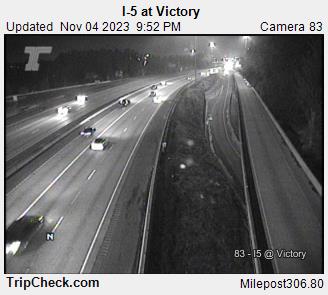 I-5 at Victory
Updated Nov 04 2023 9:52 PM Camera 83
T
N
83 - I5 @ Victory
TripCheck.com Milepost306.80